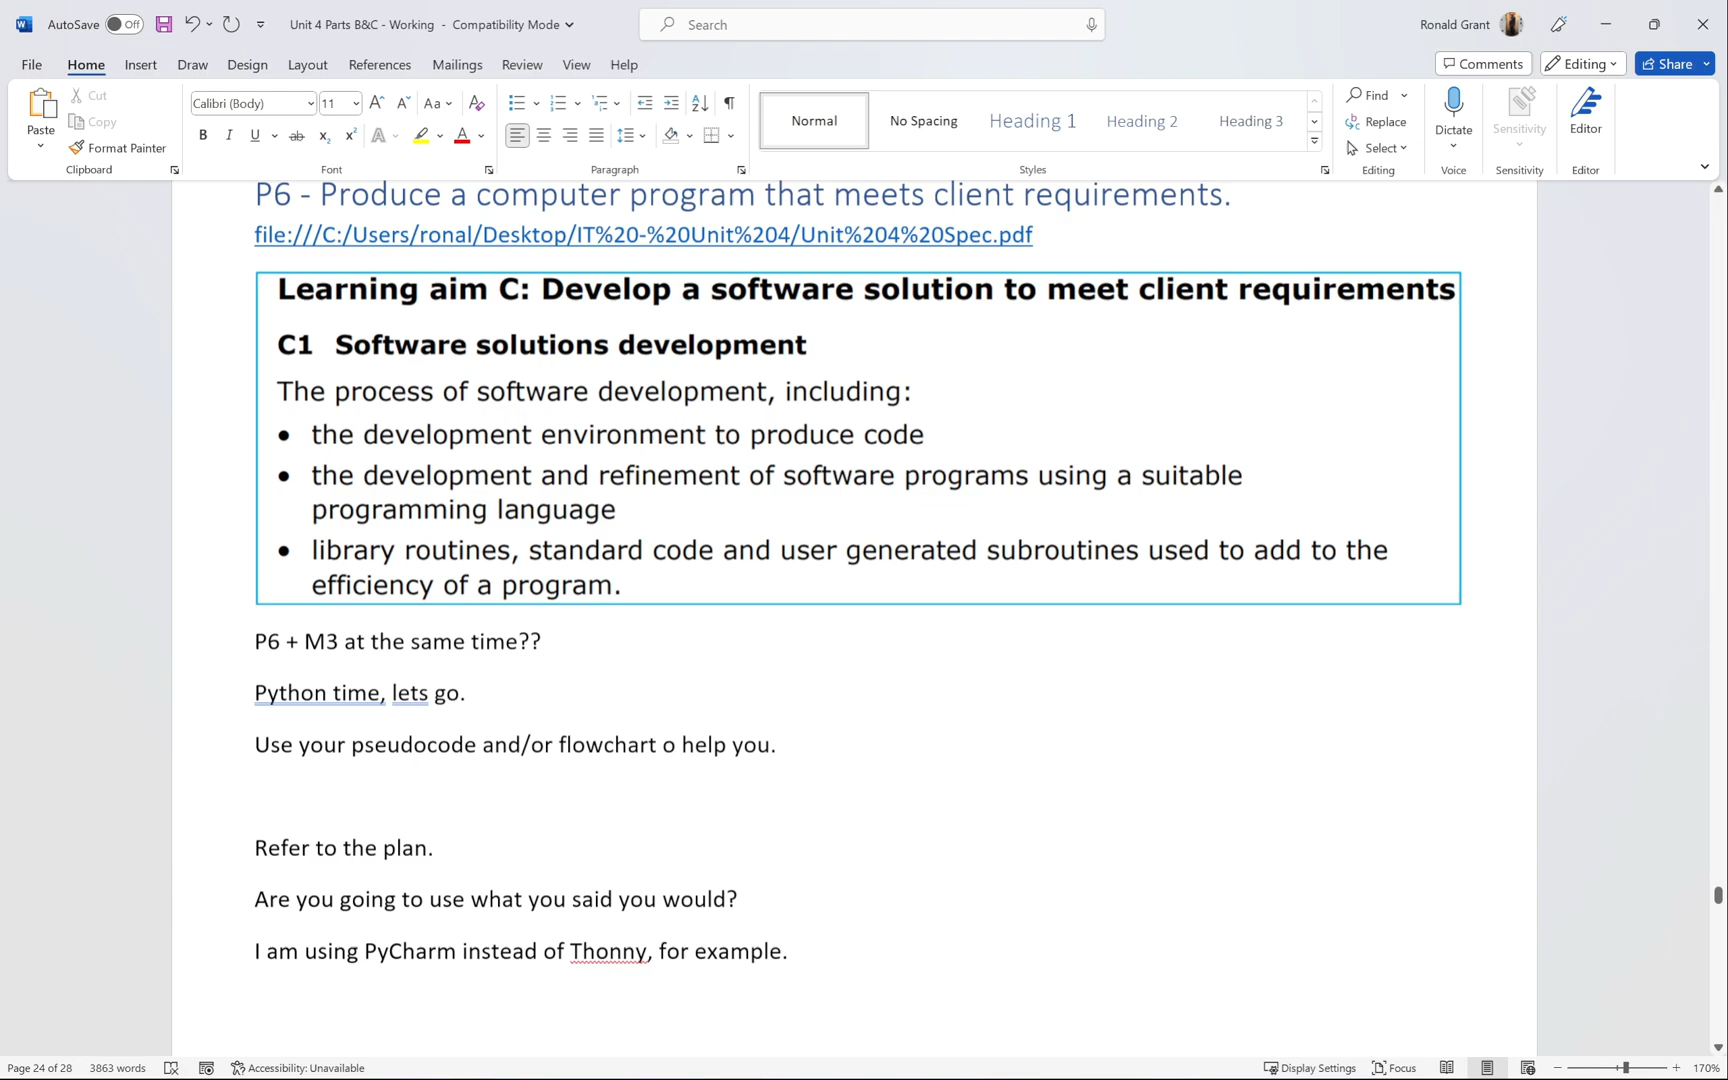 AutoSave Off
Unit 4 Parts B&C - Working - Compatibility Mode
Search
Ronald Grant
File Home Insert Draw Design Layout References Mailings Review View Help
Comments Editing Share
Paste
Cut
Copy
Format Painter
Calibri (Body) 11
Normal No Spacing Heading 1 Heading 2 Heading 3
Find
Replace
Select
Dictate
Sensitivity
Editor
Clipboard Font Paragraph Styles Editing Voice Sensitivity Editor
P6 - Produce a computer program that meets client requirements.
file:///C:/Users/ronal/Desktop/IT%20-%20Unit%204/Unit%204%20Spec.pdf
Learning aim C: Develop a software solution to meet client requirements
C1 Software solutions development
The process of software development, including:
• the development environment to produce code
• the development and refinement of software programs using a suitable
programming language
• library routines, standard code and user generated subroutines used to add to the
efficiency of a program.
P6 + M3 at the same time??
Python time, lets go.
Use your pseudocode and/or flowchart o help you.
Refer to the plan.
Are you going to use what you said you would?
I am using PyCharm instead of Thonny, for example.
Page 24 of 28 3863 words Accessibility: Unavailable Display Settings Focus 170%